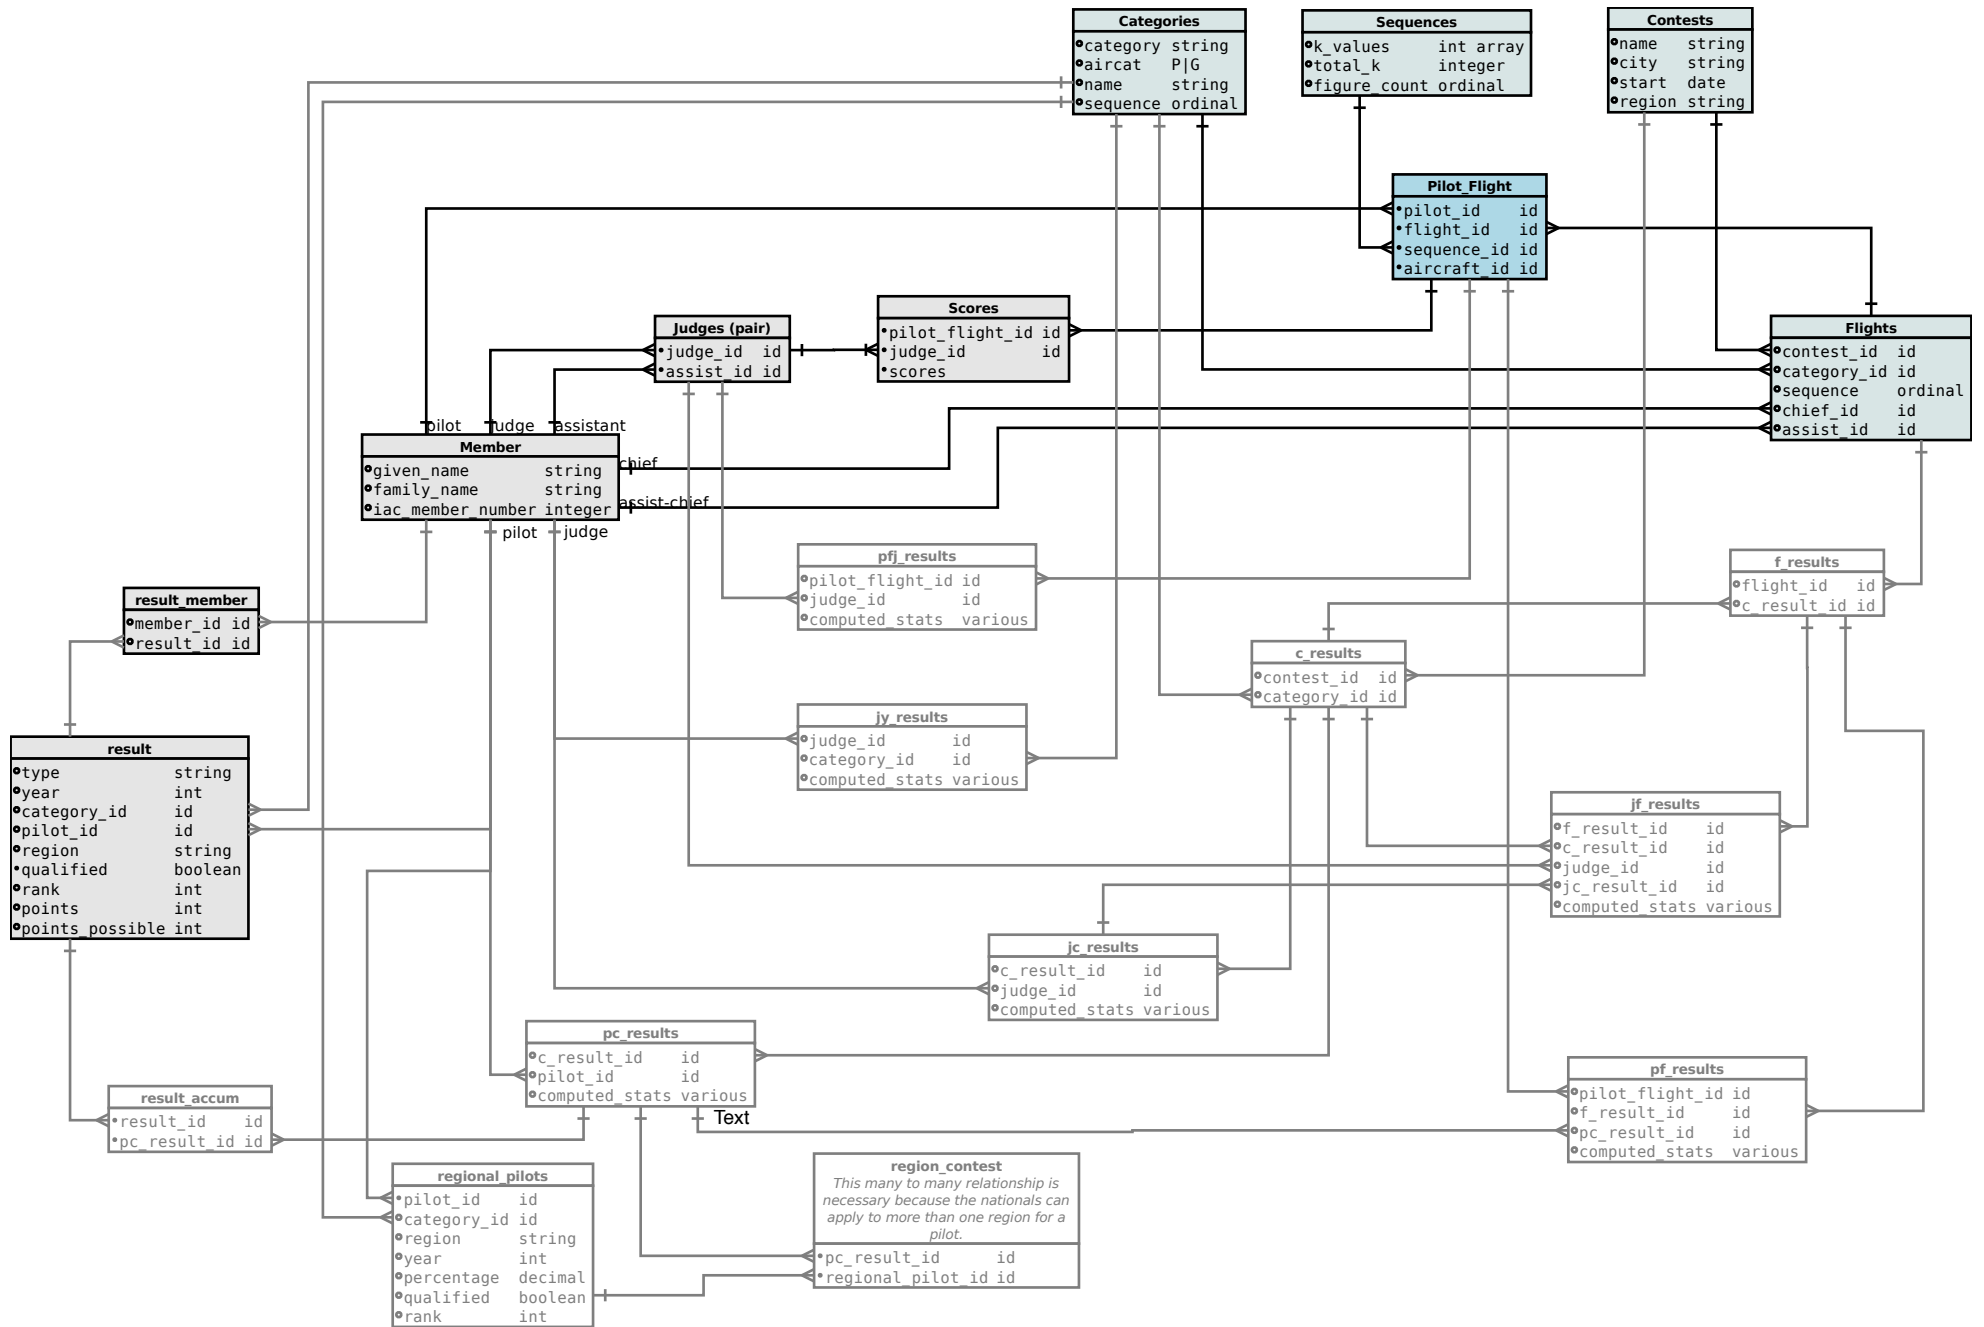 Categories
category string
aircat P|G
name string
sequence ordinal
Sequences
k_values int array
total_k integer
figure_count ordinal
Contests
name string
city string
start date
region string
Pilot_Flight
pilot_id id
flight_id id
sequence_id id
aircraft_id id
Scores
pilot_flight_id id
judge_id id
scores
Judges (pair)
judge_id id
assist_id id
Flights
contest_id id
category_id id
sequence ordinal
chief_id id
assist_id id
pilot judge assistant
Member
given_name string
family_name string
iac_member_number integer
chief
assist-chief
pilot judge
pfj_results
pilot_flight_id id
judge_id id
computed_stats various
f_results
flight_id id
c_result_id id
result_member
member_id id
result_id id
c_results
contest_id id
category_id id
jy_results
judge_id id
category_id id
computed_stats various
result
type string
year int
category_id id
pilot_id id
region string
qualified boolean
rank int
points int
points_possible int
jf_results
f_result_id id
c_result_id id
judge_id id
jc_result_id id
computed_stats various
jc_results
c_result_id id
judge_id id
computed_stats various
pc_results
c_result_id id
pilot_id id
computed_stats various
Text
pf_results
pilot_flight_id id
f_result_id id
pc_result_id id
computed_stats various
result_accum
result_id id
pc_result_id id
regional_pilots
pilot_id id
category_id id
region string
year int
percentage decimal
qualified boolean
rank int
region_contest
This many to many relationship is
necessary because the nationals can
apply to more than one region for a
pilot.
pc_result_id id
regional_pilot_id id